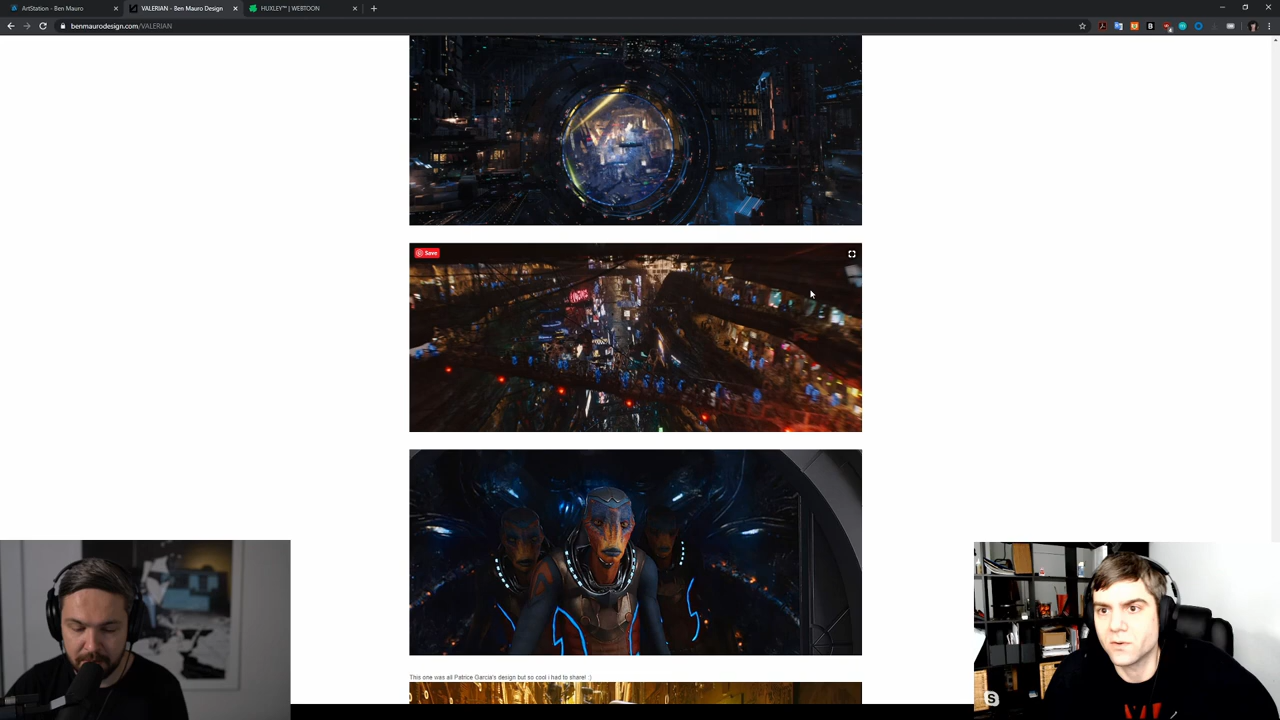 ArtStation - Ben Mauro
VALERIAN - Ben Mauro Design
HUXLEY™ | WEBTOON
benmaurodesign.com/VALERIAN
Save
This one was all Patrice Garcia's design but so cool i had to share! :)